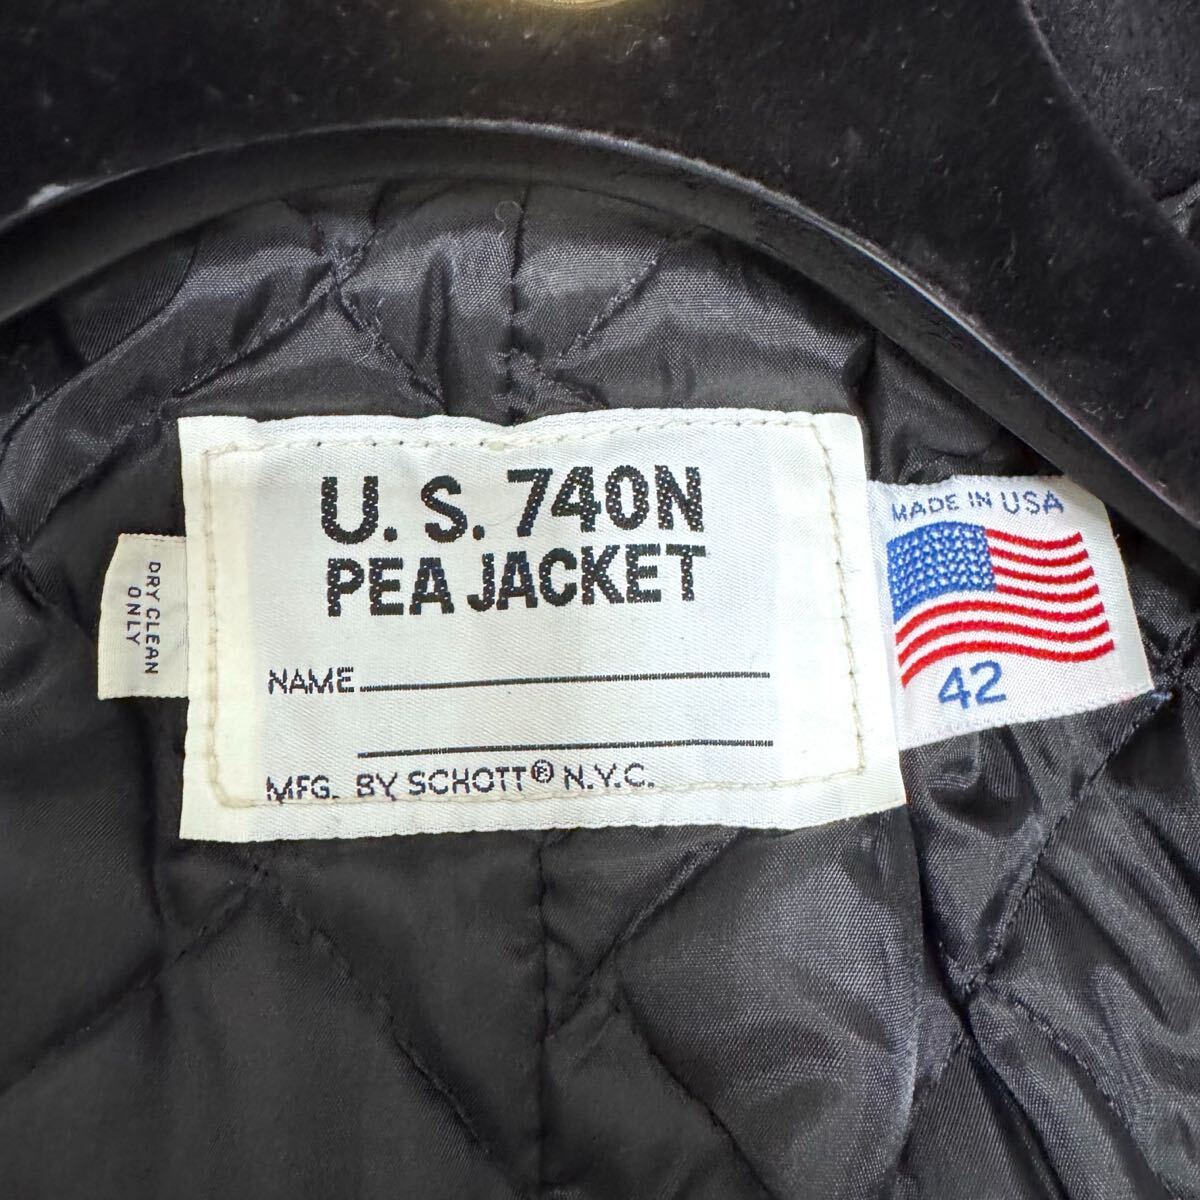 U. S. 740N
PEA JACKET
NAME
MFG. BY SCHOTT® N.Y.C.
DRY CLEAN
ONLY
MADE IN USA
42